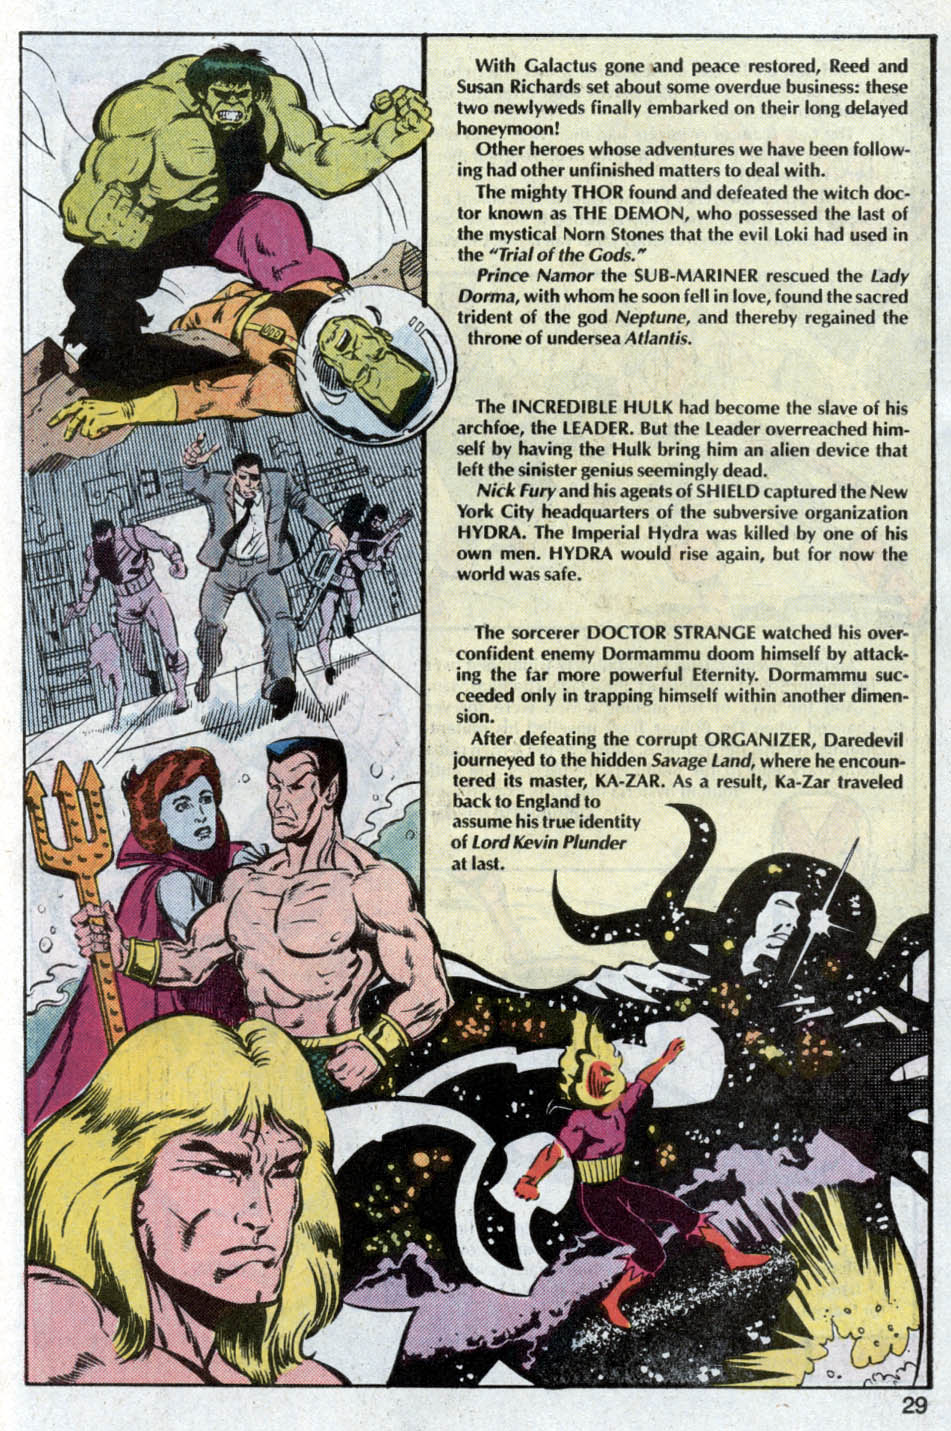 With Galactus gone and peace restored, Reed and
Susan Richards set about some overdue business: these
two newlyweds finally embarked on their long delayed
honeymoon!
Other heroes whose adventures we have been follow-
ing had other unfinished matters to deal with.
The mighty THOR found and defeated the witch doc-
tor known as THE DEMON, who possessed the last of
the mystical Norn Stones that the evil Loki had used in
the "Trial of the Gods."
Prince Namor the SUB-MARINER rescued the Lady
Dorma, with whom he soon fell in love, found the sacred
trident of the god Neptune, and thereby regained the
throne of undersea Atlantis.
The INCREDIBLE HULK had become the slave of his
archfoe, the LEADER. But the Leader overreached him-
self by having the Hulk bring him an alien device that
left the sinister genius seemingly dead.
Nick Fury and his agents of SHIELD captured the New
York City headquarters of the subversive organization
HYDRA. The Imperial Hydra was killed by one of his
own men. HYDRA would rise again, but for now the
world was safe.
The sorcerer DOCTOR STRANGE watched his over-
confident enemy Dormammu doom himself by attack-
ing the far more powerful Eternity. Dormammu suc-
ceeded only in trapping himself within another dimen-
sion.
After defeating the corrupt ORGANIZER, Daredevil
journeyed to the hidden Savage Land, where he encoun-
tered its master, KA-ZAR. As a result, Ka-Zar traveled
back to England to
assume his true identity
of Lord Kevin Plunder
at last.
29